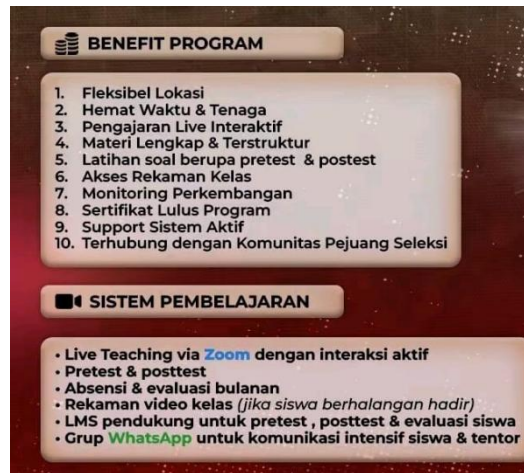 BENEFIT PROGRAM
1. Fleksibel Lokasi
2. Hemat Waktu & Tenaga
3. Pengajaran Live Interaktif
4. Materi Lengkap & Terstruktur
5. Latihan soal berupa pretest & postest
6. Akses Rekaman Kelas
7. Monitoring Perkembangan
8. Sertifikat Lulus Program
9. Support Sistem Aktif
10. Terhubung dengan Komunitas Pejuang Seleksi
SISTEM PEMBELAJARAN
• Live Teaching via Zoom dengan interaksi aktif
• Pretest & posttest
• Absensi & evaluasi bulanan
• Rekaman video kelas (jika siswa berhalangan hadir)
• LMS pendukung untuk pretest , posttest & evaluasi siswa
• Grup WhatsApp untuk komunikasi intensif siswa & tentor